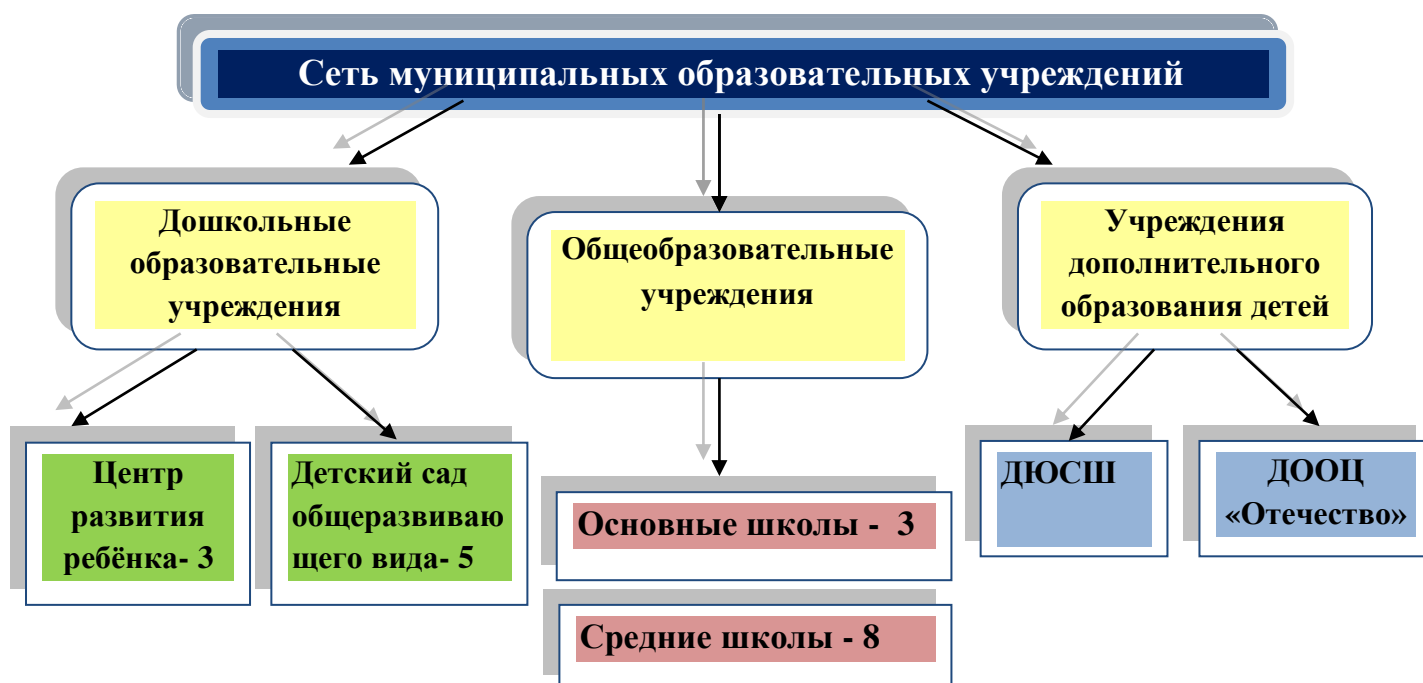 Сеть муниципальных образовательных учреждений
Дошкольные
образовательные
учреждения
Общеобразовательные
учреждения
Учреждения
дополнительного
образования детей
Центр
развития
ребёнка- 3
Детский сад
общеразвиваю
щего вида- 5
Основные школы -  3
Средние школы - 8
ДЮСШ
ДООЦ
«Отечество»